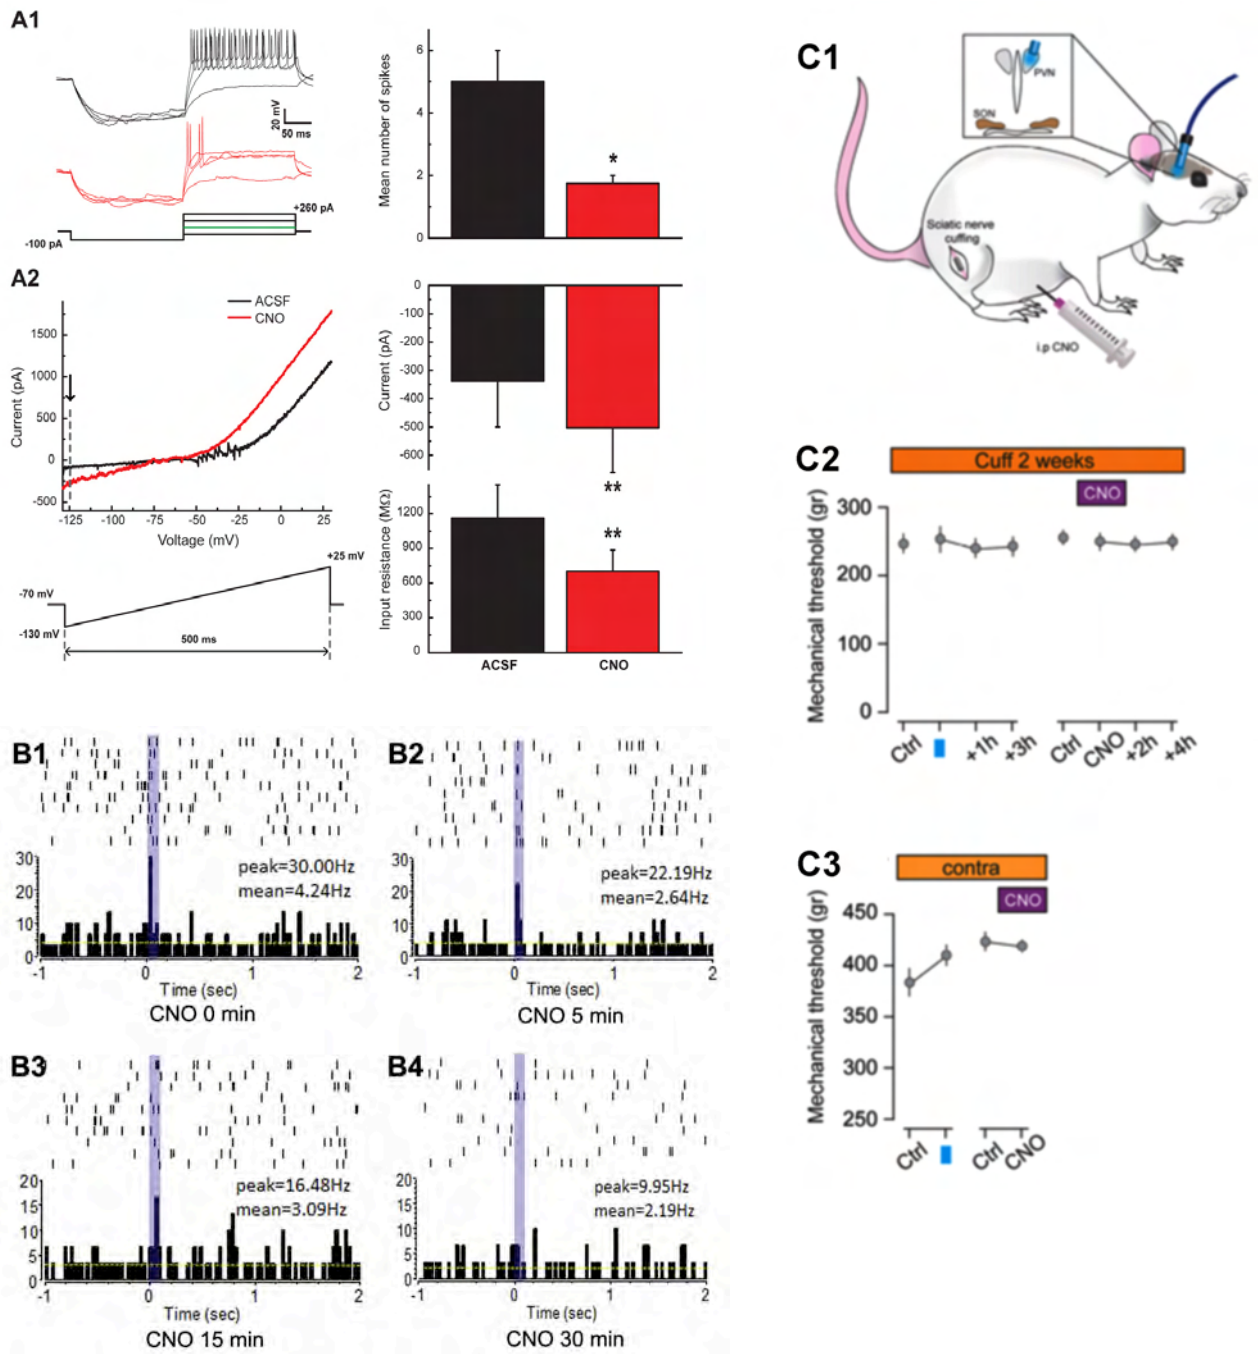 A1
20 mV
50 ms
+260 pA
-100 pA
Mean number of spikes
6
4
2
0
*
A2
ACSF
CNO
Current (pA)
1500
1000
500
0
-500
-125 -100 -75 -50 -25 0 25
Voltage (mV)
+25 mV
-70 mV
-130 mV
500 ms
Current (pA)
0
-100
-200
-300
-400
-500
-600
**
Input resistance (MΩ)
1200
900
600
300
0
**
ACSF CNO
B1
30
20
10
0
peak=30.00Hz
mean=4.24Hz
-1 0 1 2
Time (sec)
CNO 0 min
B2
30
20
10
0
peak=22.19Hz
mean=2.64Hz
-1 0 1 2
Time (sec)
CNO 5 min
B3
20
15
10
5
0
peak=16.48Hz
mean=3.09Hz
-1 0 1 2
Time (sec)
CNO 15 min
B4
20
15
10
5
0
peak=9.95Hz
mean=2.19Hz
-1 0 1 2
Time (sec)
CNO 30 min
C1
PVN
SON
Sciatic nerve
cuffing
i.p CNO
C2
Cuff 2 weeks
CNO
Mechanical threshold (gr)
300
200
100
0
Ctrl +1h +3h Ctrl CNO +2h +4h
C3
contra
CNO
Mechanical threshold (gr)
450
400
350
300
250
Ctrl Ctrl CNO